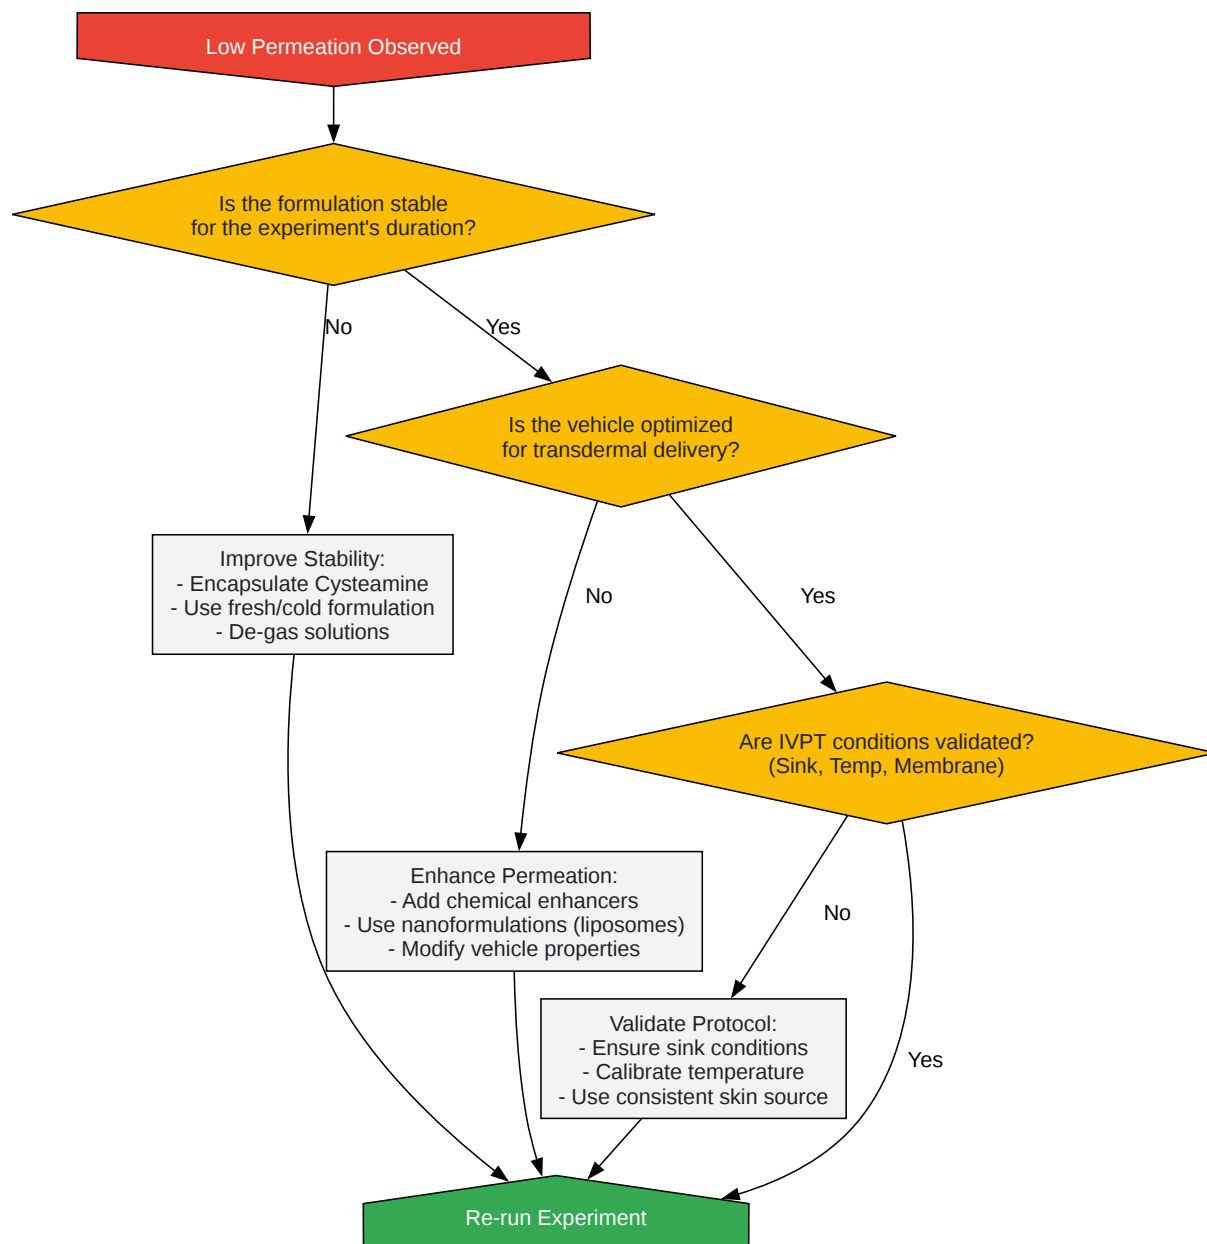 Low Permeation Observed
Is the formulation stable
for the experiment's duration?
No
Yes
Is the vehicle optimized
for transdermal delivery?
Improve Stability:
- Encapsulate Cysteamine
- Use fresh/cold formulation
- De-gas solutions
No
Yes
Are IVPT conditions validated?
(Sink, Temp, Membrane)
Enhance Permeation:
- Add chemical enhancers
- Use nanoformulations (liposomes)
- Modify vehicle properties
No
Validate Protocol:
- Ensure sink conditions
- Calibrate temperature
- Use consistent skin source
Yes
Re-run Experiment